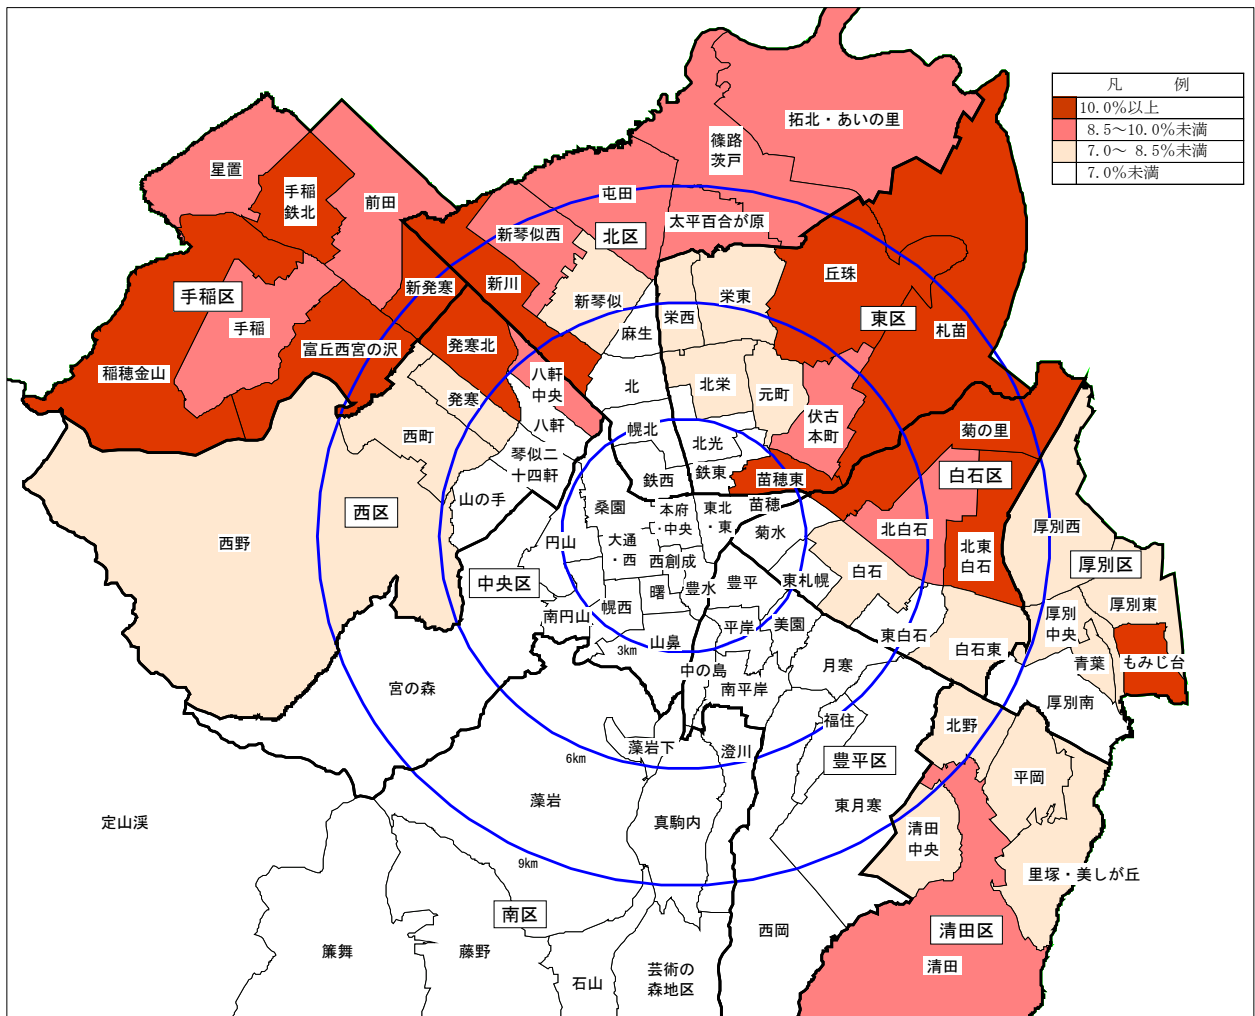 凡 例
10.0%以上
8.5～10.0%未満
7.0～ 8.5%未満
7.0%未満
拓北・あいの里
篠路
茨戸
星置
手稲
鉄北
前田
屯田
太平百合が原
新琴似西
北区
丘珠
手稲区
新発寒
新川
新琴似
栄東
栄西
東区
札苗
手稲
麻生
富丘西宮の沢
発寒北
稲穂金山
八軒
中央
北
北栄
元町
発寒
伏古
本町
八軒
菊の里
西町
幌北
北光
琴似二
十四軒
鉄西
鉄東
苗穂東
白石区
山の手
桑園
本府
・中央
東北
・東
苗穂
西区
菊水
北白石
厚別西
西野
円山
大通
・西
西創成
北東
白石
厚別区
中央区
曙
豊水
豊平
東札幌
白石
幌西
南円山
厚別東
厚別
中央
平岸
美園
東白石
山鼻
3km
白石東
中の島
月寒
青葉
もみじ台
宮の森
南平岸
厚別南
福住
北野
藻岩下
澄川
6km
豊平区
平岡
藻岩
東月寒
定山渓
真駒内
清田
中央
9km
里塚・美しが丘
南区
西岡
清田区
簾舞
藤野
清田
芸術の
森地区
石山